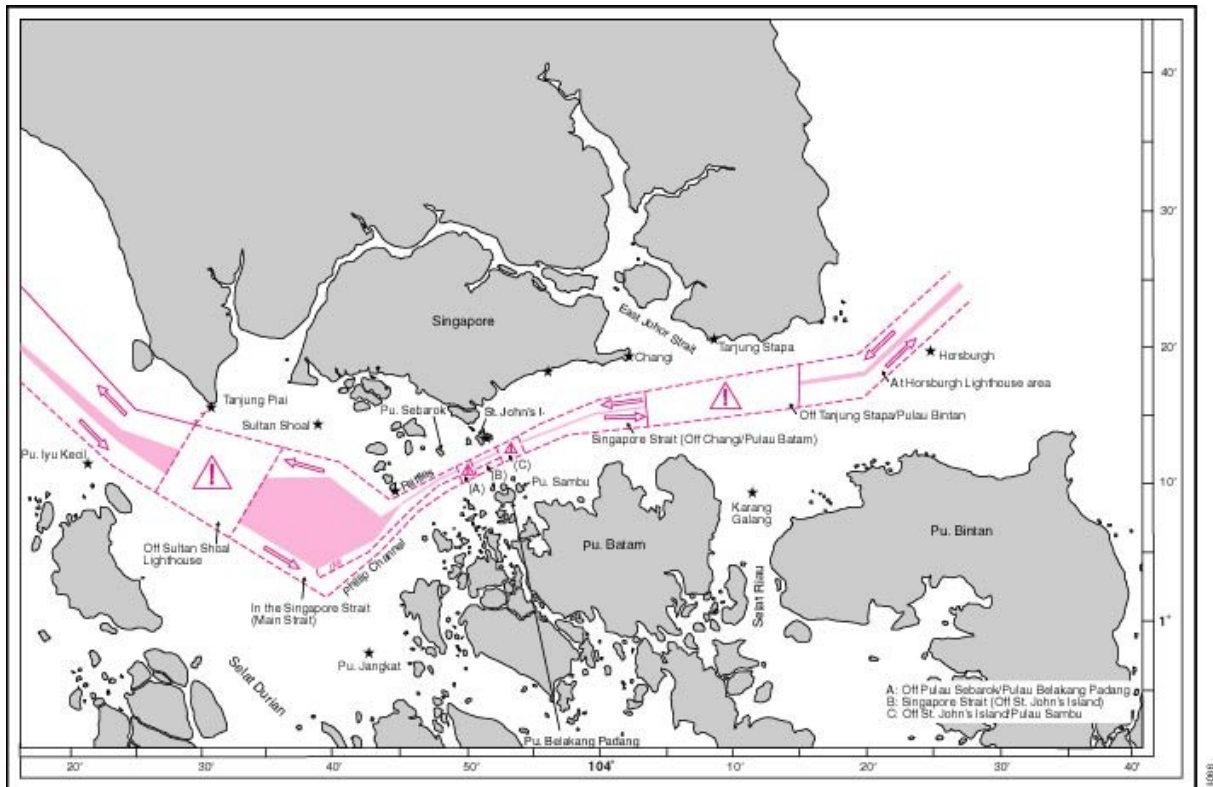 40'
30'
Singapore
East Johor Strait
Tanjung Stapa
Changi
20'
Horsburgh
At Horsburgh Lighthouse area
Tanjung Piai
Pu. Sebarok
St. John's I.
Off Tanjung Stapa/Pulau Bintan
Sultan Shoal
Singapore Strait (Off Changi/Pulau Batam)
Pu. Iyu Kecil
Raffles
(C)
(B)
(A)
Pu. Sambu
10'
Karang
Galang
Off Sultan Shoal
Lighthouse
Philip Channel
Pu. Batam
Pu. Bintan
In the Singapore Strait
(Main Strait)
Selat Riau
1°
Selat Durian
Pu. Jangkat
A: Off Pulau Sebarok/Pulau Belakang Padang
B: Singapore Strait (Off St. John's Island)
C: Off St. John's Island/Pulau Sambu
Pu. Belakang Padang
20' 30' 40' 50' 104° 10' 20' 30' 40'